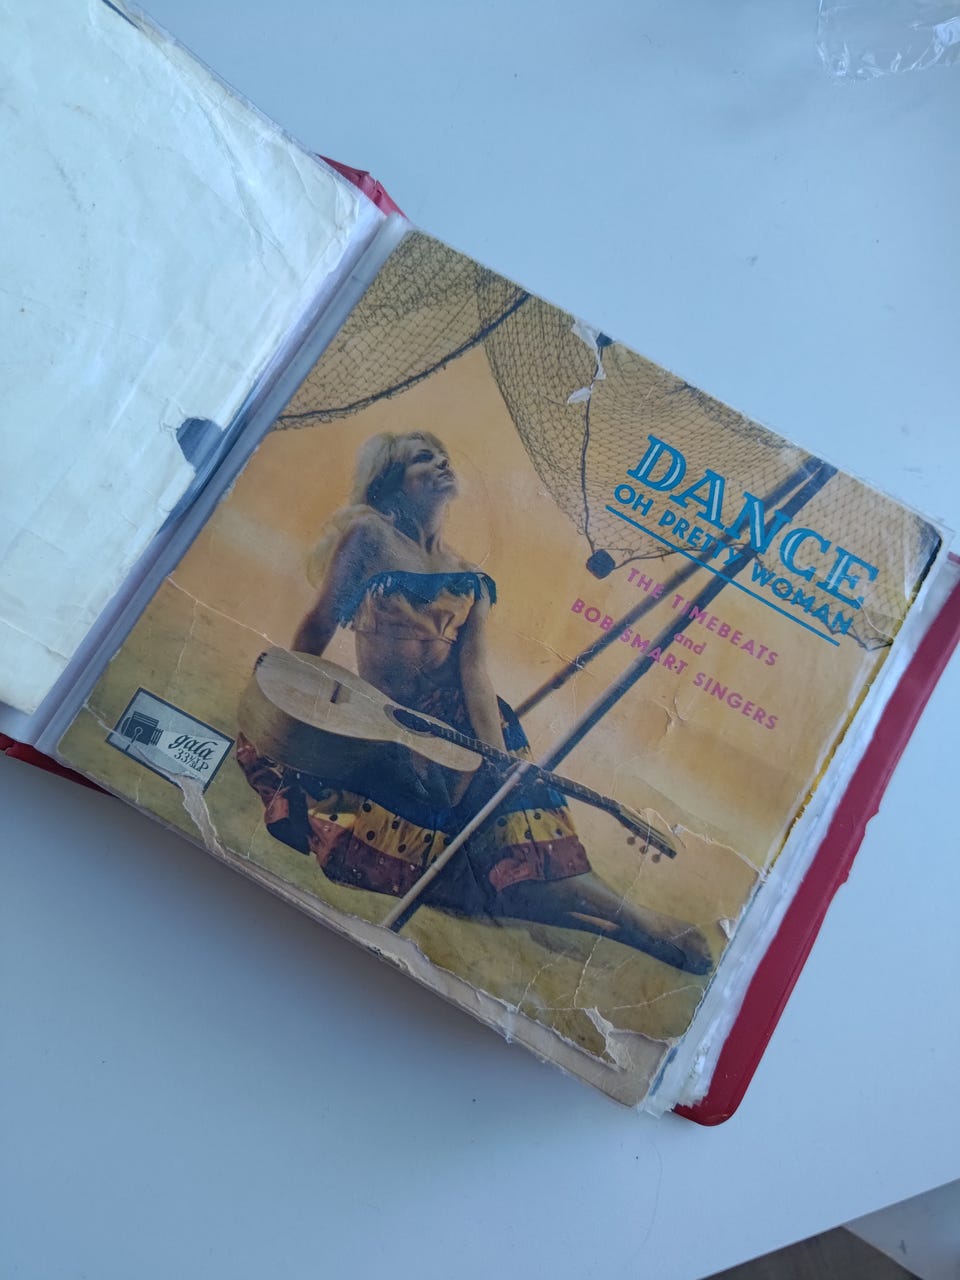 DANCE
OH PRETTY WOMAN
THE TIMEBEATS
and
BOB SMART SINGERS
gala
33⅓LP